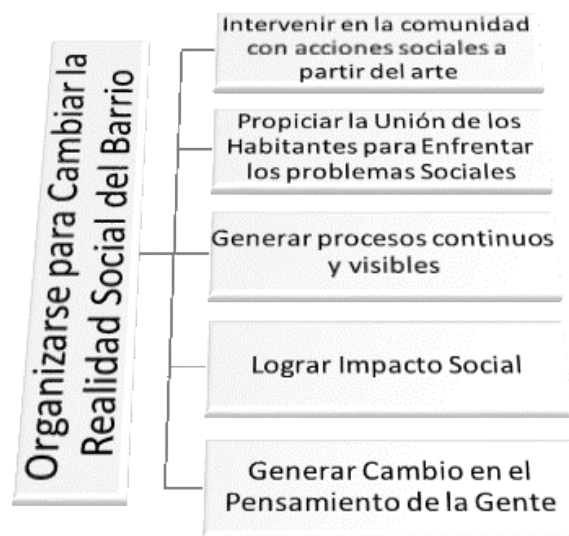 Organizarse para Cambiar la
Realidad Social del Barrio
Intervenir en la comunidad
con acciones sociales a
partir del arte
Propiciar la Unión de los
Habitantes para Enfrentar
los problemas Sociales
Generar procesos continuos
y visibles
Lograr Impacto Social
Generar Cambio en el
Pensamiento de la Gente